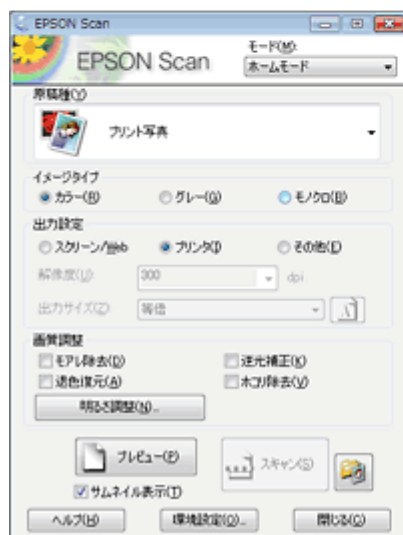 EPSON Scan
モード(M):
EPSON Scan
ホームモード
原稿種(Y)
プリント写真
イメージタイプ
カラー(R)
グレー(G)
モノクロ(B)
出力設定
スクリーン/Web
プリンタ(I)
その他(E)
解像度(U):
300
dpi
出力サイズ(Z):
等倍
画質調整
モアレ除去(D)
逆光補正(K)
退色復元(A)
ホコリ除去(V)
明るさ調整(N)...
プレビュー(P)
スキャン(S)
サムネイル表示(T)
ヘルプ(H)
環境設定(O)...
閉じる(C)